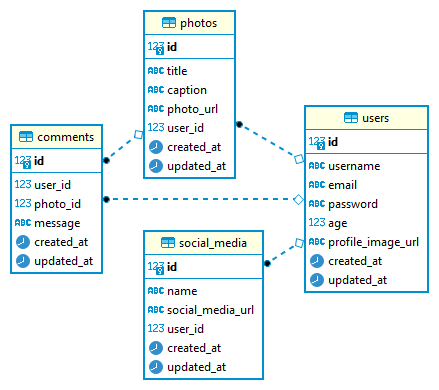 photos
123 id
ABC title
ABC caption
ABC photo_url
123 user_id
created_at
updated_at
comments
123 id
123 user_id
123 photo_id
ABC message
created_at
updated_at
users
123 id
ABC username
ABC email
ABC password
123 age
ABC profile_image_url
created_at
updated_at
social_media
123 id
ABC name
ABC social_media_url
123 user_id
created_at
updated_at